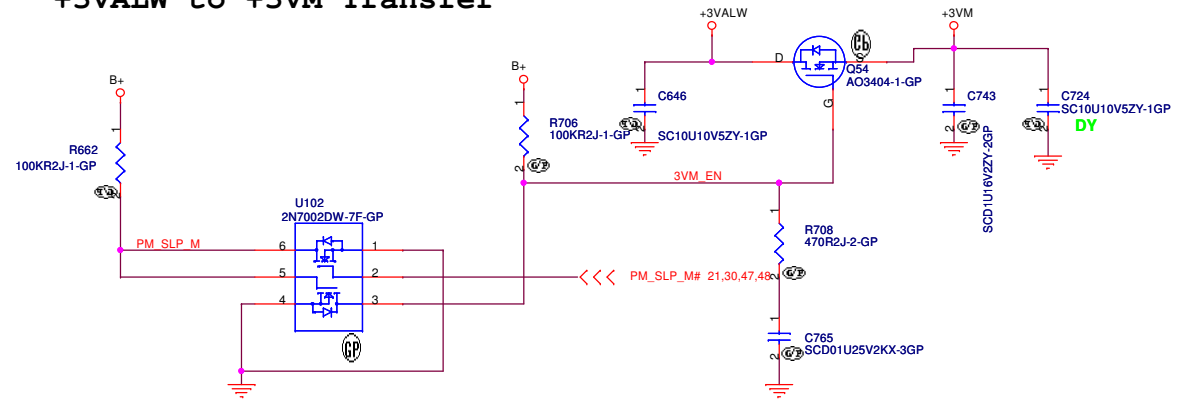 +3VALW to +3VM Transfer
+3VALW
+3VM
B+
B+
D
S
G
Q54
AO3404-1-GP
1
C646
2
SC10U10V5ZY-1GP
1
C743
2
SCD1U16V2ZY-2GP
1
C724
SC10U10V5ZY-1GP
2
DY
1
R662
100KR2J-1-GP
2
1
R706
100KR2J-1-GP
2
3VM_EN
U102
2N7002DW-7F-GP
PM_SLP_M
6
1
5
2
4
3
GP
PM_SLP_M# 21,30,47,48
1
R708
470R2J-2-GP
2
1
C765
SCD01U25V2KX-3GP
2